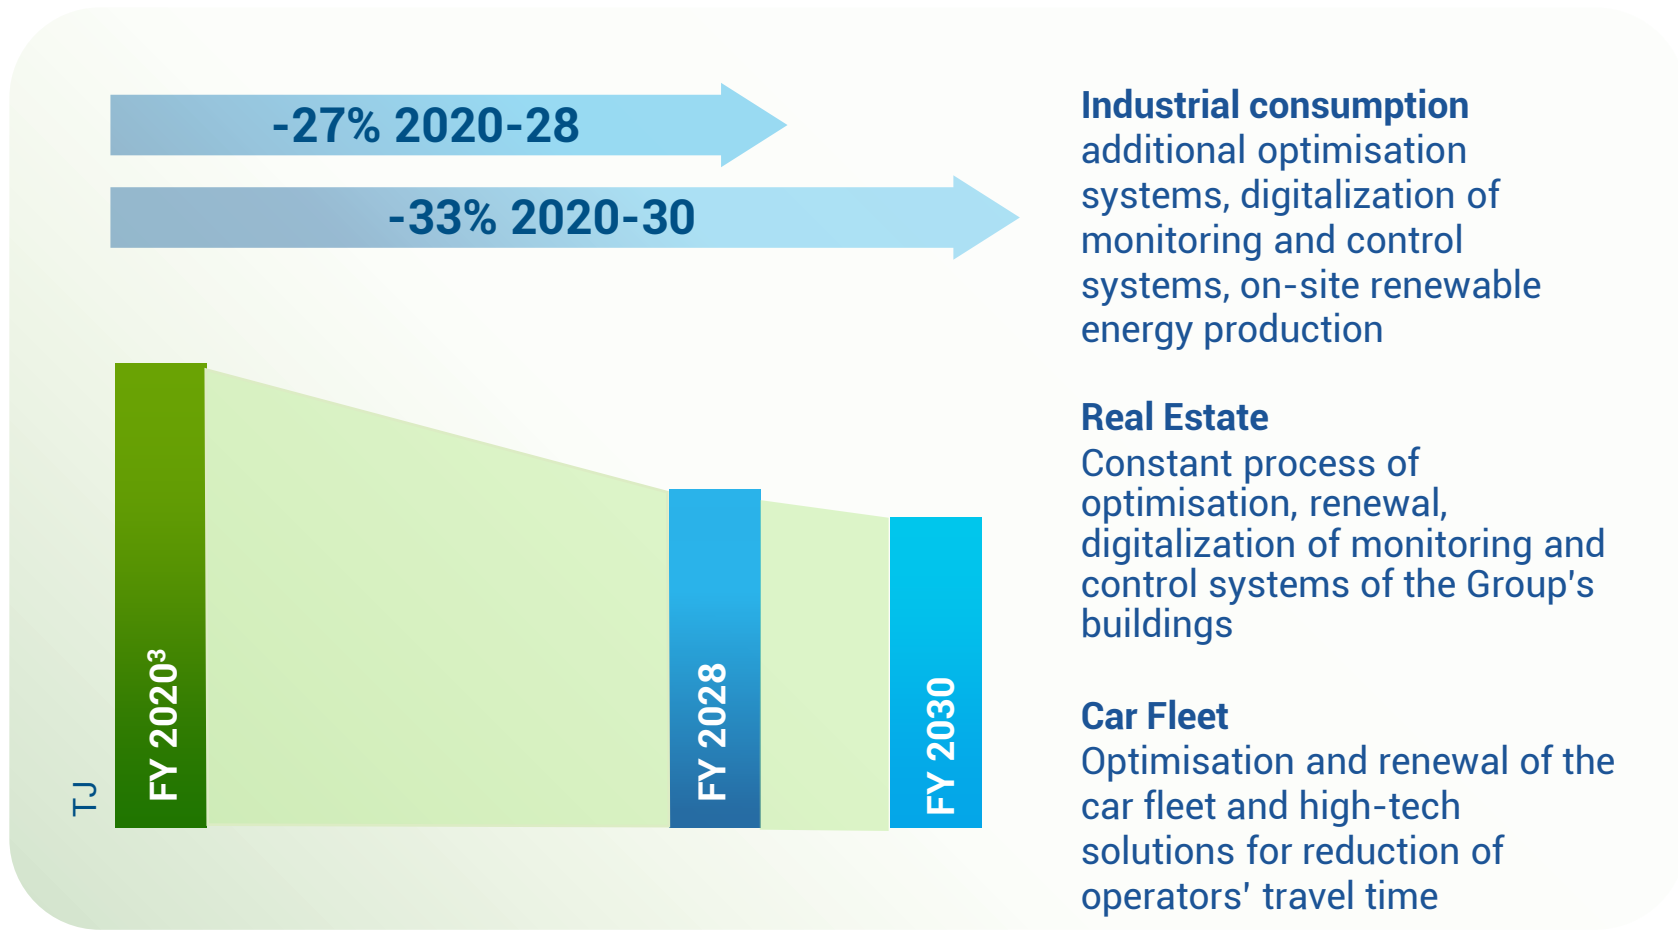 -27% 2020-28
-33% 2020-30
TJ
FY 2020³
FY 2028
FY 2030
Industrial consumption
additional optimisation
systems, digitalization of
monitoring and control
systems, on-site renewable
energy production
Real Estate
Constant process of
optimisation, renewal,
digitalization of monitoring and
control systems of the Group's
buildings
Car Fleet
Optimisation and renewal of the
car fleet and high-tech
solutions for reduction of
operators' travel time